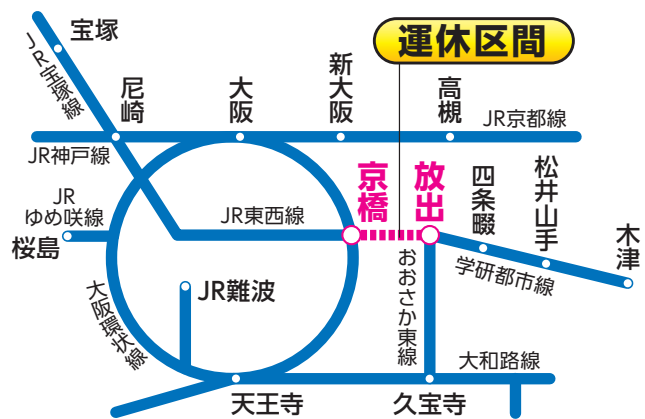 運休区間
宝塚
JR宝塚線
尼崎
大阪
新大阪
高槻
JR京都線
JR神戸線
京橋
放出
四条畷
松井山手
木津
JR
ゆめ咲線
桜島
JR東西線
学研都市線
おおさか東線
大阪環状線
JR難波
大和路線
天王寺
久宝寺